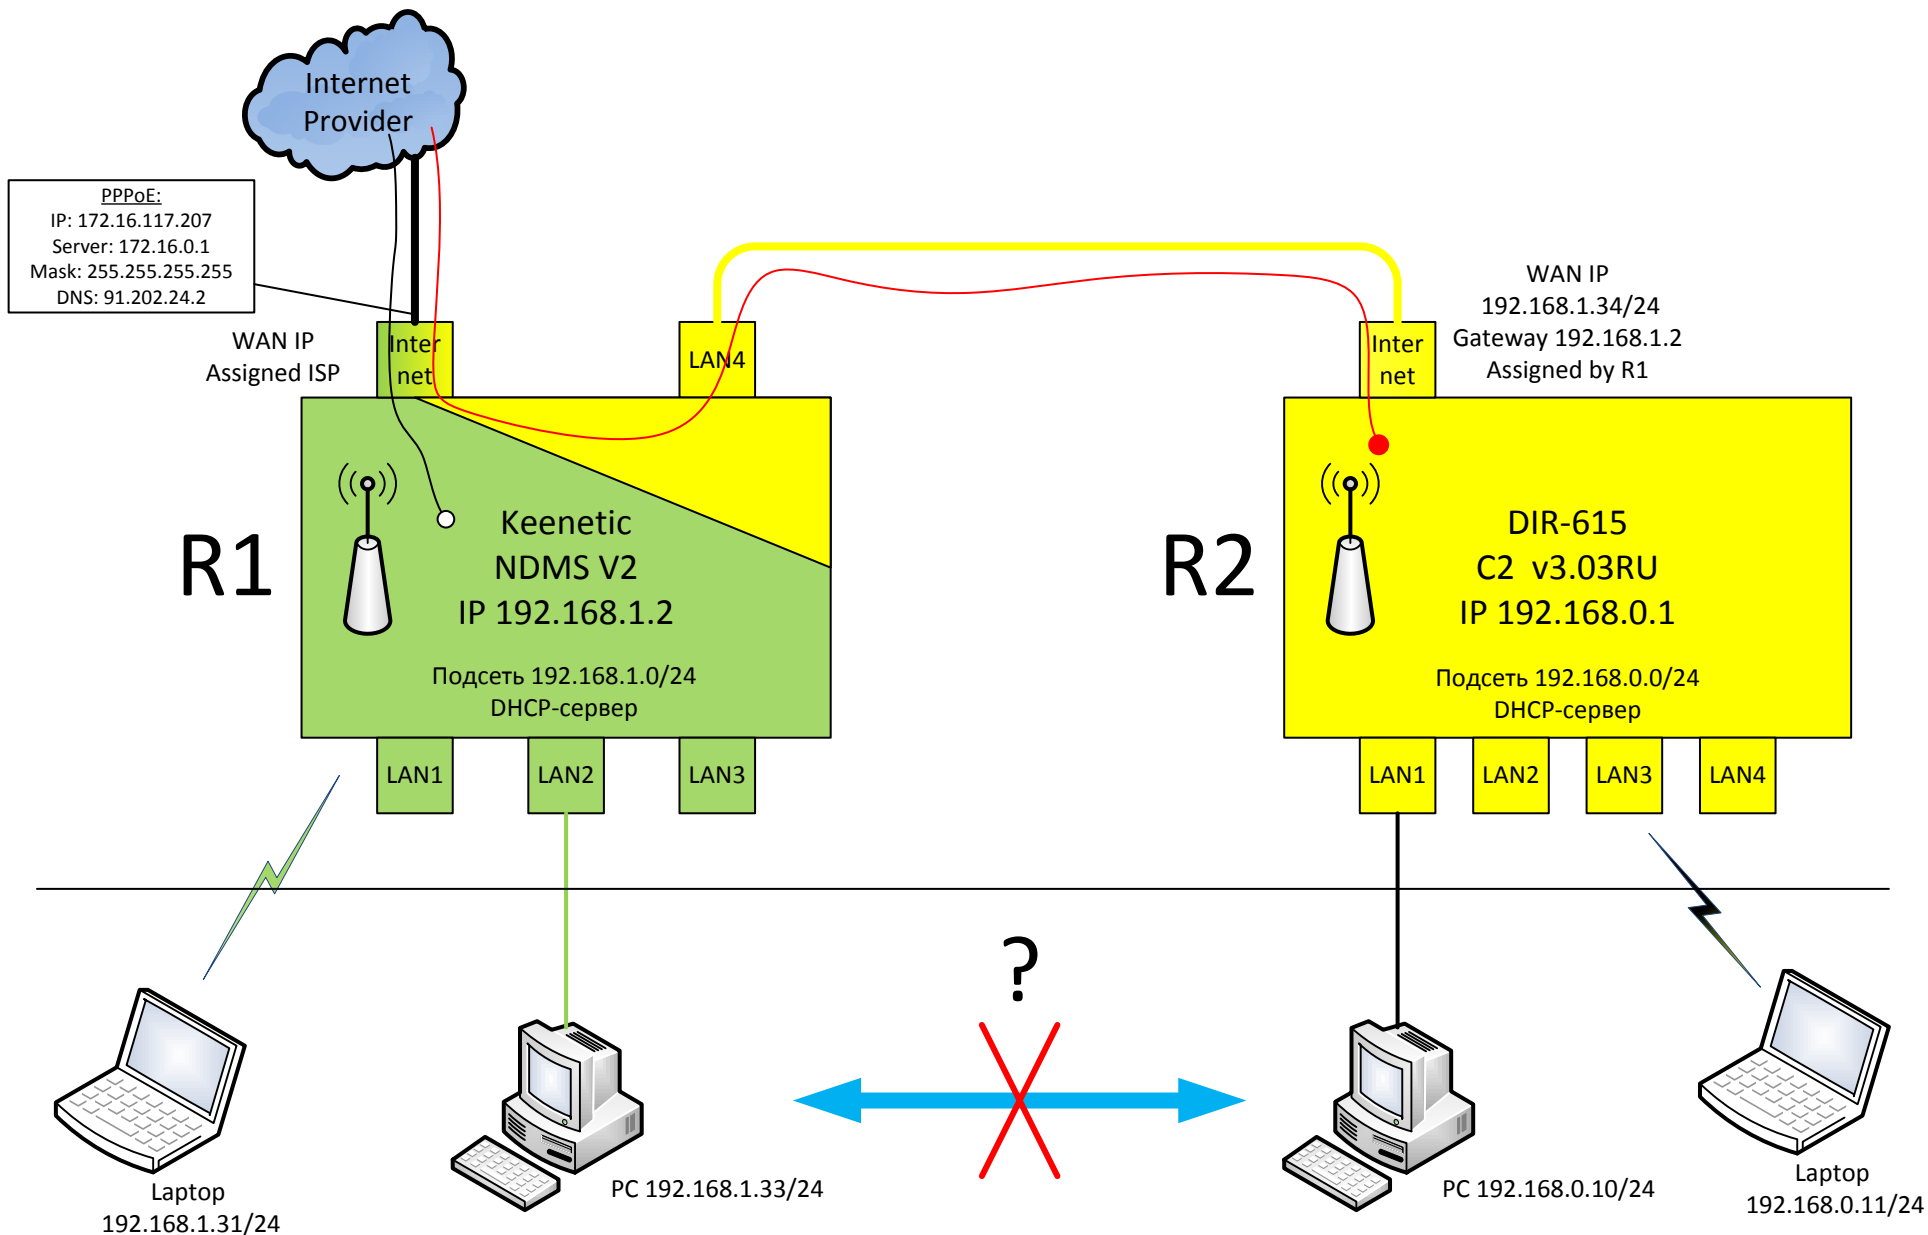 Internet
Provider
PPPoE:
IP: 172.16.117.207
Server: 172.16.0.1
Mask: 255.255.255.255
DNS: 91.202.24.2
WAN IP
Assigned ISP
Inter
net
LAN4
Inter
net
WAN IP
192.168.1.34/24
Gateway 192.168.1.2
Assigned by R1
R1
Keenetic
NDMS V2
IP 192.168.1.2
Подсеть 192.168.1.0/24
DHCP-сервер
LAN1
LAN2
LAN3
R2
DIR-615
C2 v3.03RU
IP 192.168.0.1
Подсеть 192.168.0.0/24
DHCP-сервер
LAN1
LAN2
LAN3
LAN4
?
Laptop
192.168.1.31/24
PC 192.168.1.33/24
PC 192.168.0.10/24
Laptop
192.168.0.11/24